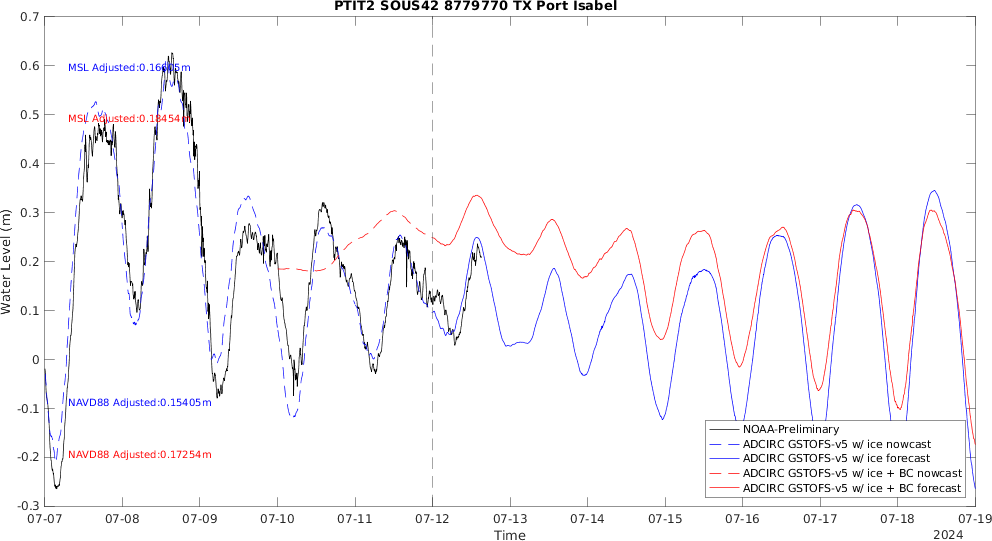 PTIT2 SOUS42 8779770 TX Port Isabel
0.7
0.6
0.5
0.4
0.3
0.2
0.1
0
-0.1
-0.2
-0.3
Water Level (m)
MSL Adjusted:0.16605m
MSL Adjusted:0.18454m
NAVD88 Adjusted:0.15405m
NAVD88 Adjusted:0.17254m
NOAA-Preliminary
ADCIRC GSTOFS-v5 w/ ice nowcast
ADCIRC GSTOFS-v5 w/ ice forecast
ADCIRC GSTOFS-v5 w/ ice + BC nowcast
ADCIRC GSTOFS-v5 w/ ice + BC forecast
07-07 07-08 07-09 07-10 07-11 07-12 07-13 07-14 07-15 07-16 07-17 07-18 07-19
Time
2024